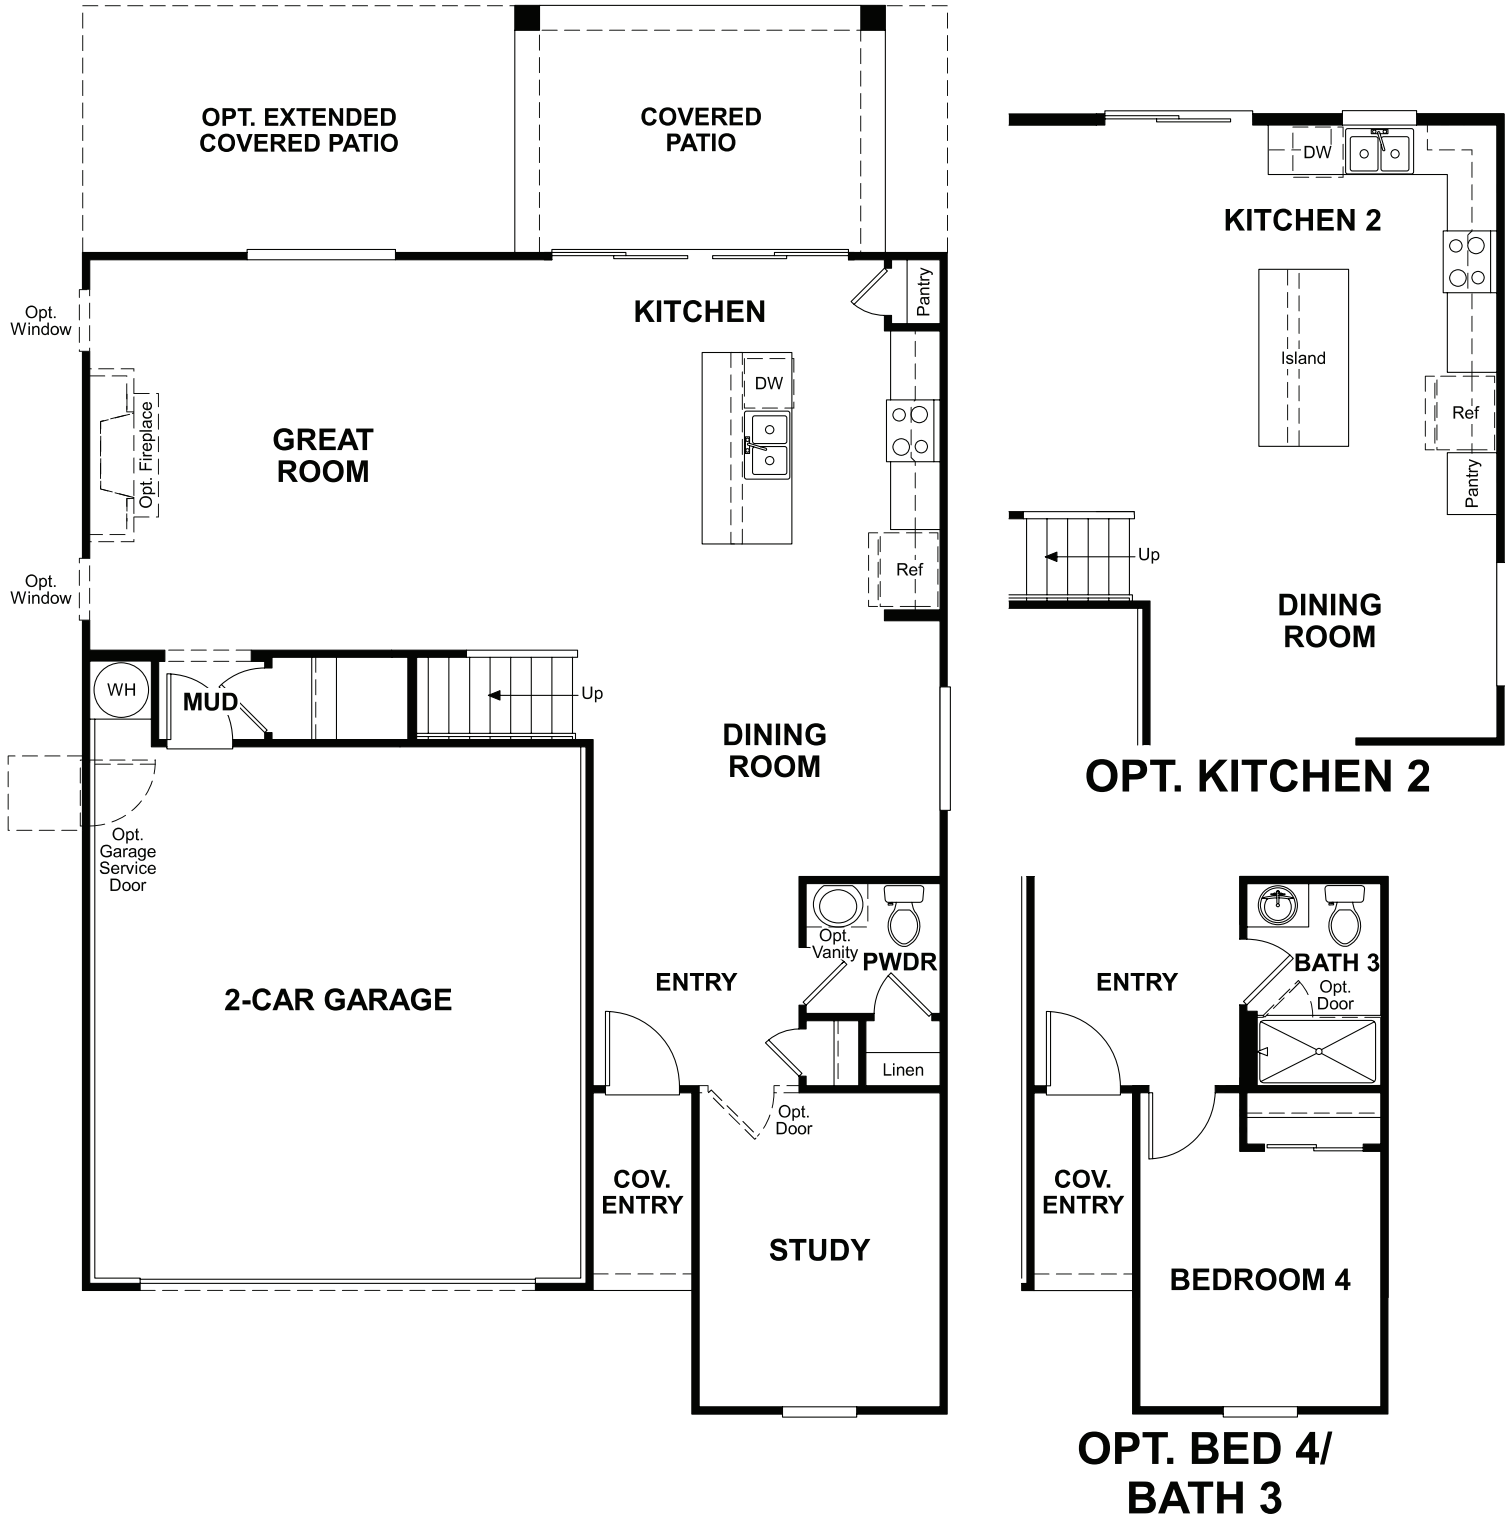 OPT. EXTENDED
COVERED PATIO
COVERED
PATIO
Opt.
Window
KITCHEN
Pantry
DW
GREAT
ROOM
Opt. Fireplace
Ref
Opt.
Window
WH
MUD
Up
DINING
ROOM
Opt.
Garage
Service
Door
2-CAR GARAGE
ENTRY
Opt.
Vanity
PWDR
Linen
Opt.
Door
COV.
ENTRY
STUDY
DW
KITCHEN 2
Island
Ref
Pantry
Up
DINING
ROOM
OPT. KITCHEN 2
ENTRY
BATH 3
Opt.
Door
COV.
ENTRY
BEDROOM 4
OPT. BED 4/
BATH 3